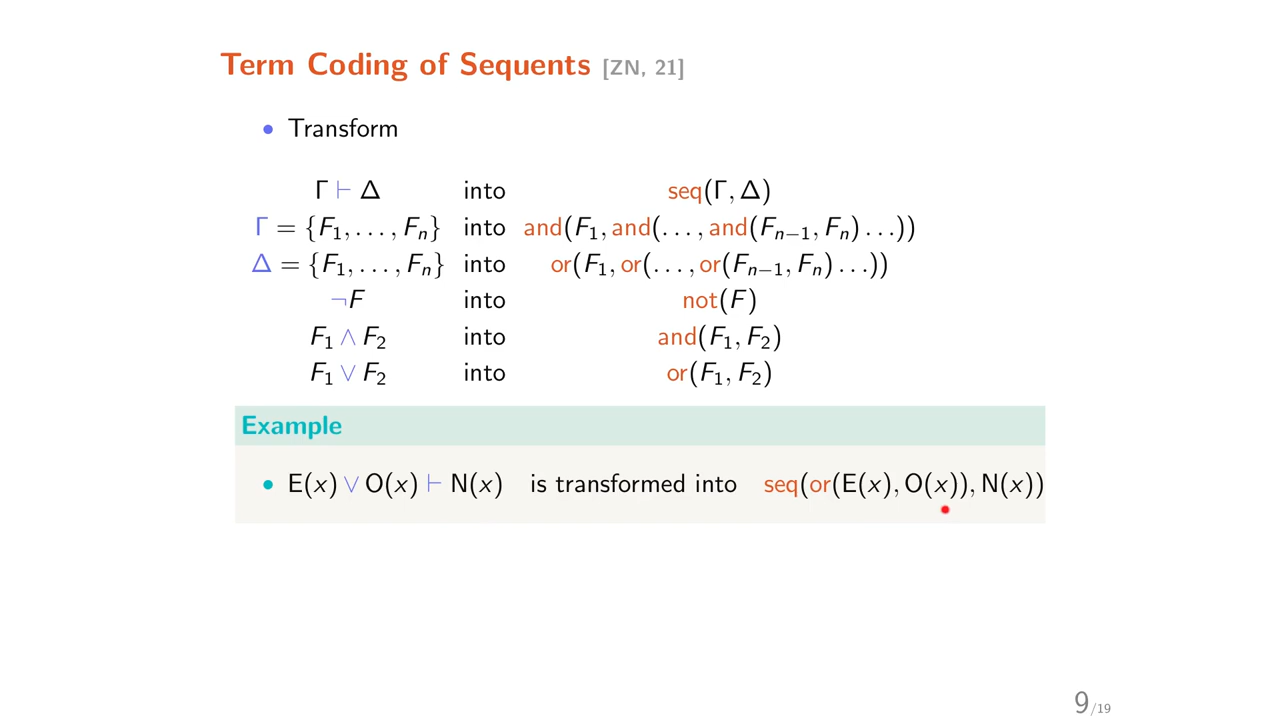 Term Coding of Sequents [ZN, 21]
• Transform
Γ ⊢ Δ into seq(Γ, Δ)
Γ = {F₁, . . . , Fₙ} into and(F₁, and(. . . , and(Fₙ₋₁, Fₙ) . . .))
Δ = {F₁, . . . , Fₙ} into or(F₁, or(. . . , or(Fₙ₋₁, Fₙ) . . .))
¬F into not(F)
F₁ ∧ F₂ into and(F₁, F₂)
F₁ ∨ F₂ into or(F₁, F₂)
Example
• E(x) ∨ O(x) ⊢ N(x) is transformed into seq(or(E(x), O(x)), N(x))
9/19